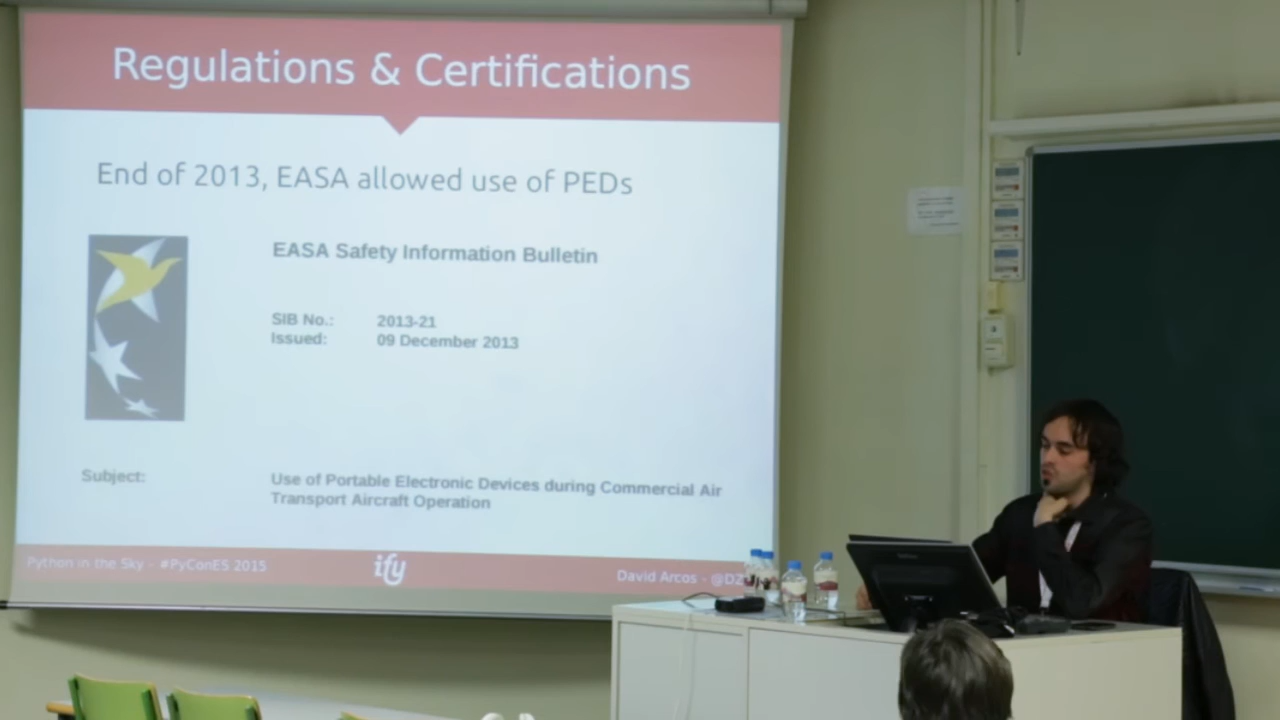 Regulations & Certifications
End of 2013, EASA allowed use of PEDs
EASA Safety Information Bulletin
SIB No.: 2013-21
Issued: 09 December 2013
Subject: Use of Portable Electronic Devices during Commercial Air
Transport Aircraft Operation
Python in the Sky - #PyConES 2015
ify
David Arcos - @DZ